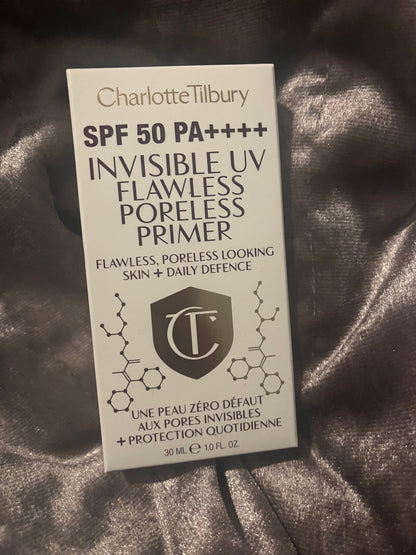 CharlotteTilbury
SPF 50 PA++++
INVISIBLE UV
FLAWLESS
PORELESS
PRIMER
FLAWLESS, PORELESS LOOKING
SKIN + DAILY DEFENCE
CT
UNE PEAU ZÉRO DÉFAUT
AUX PORES INVISIBLES
+ PROTECTION QUOTIDIENNE
30 ML ℮ 1.0 FL. OZ.